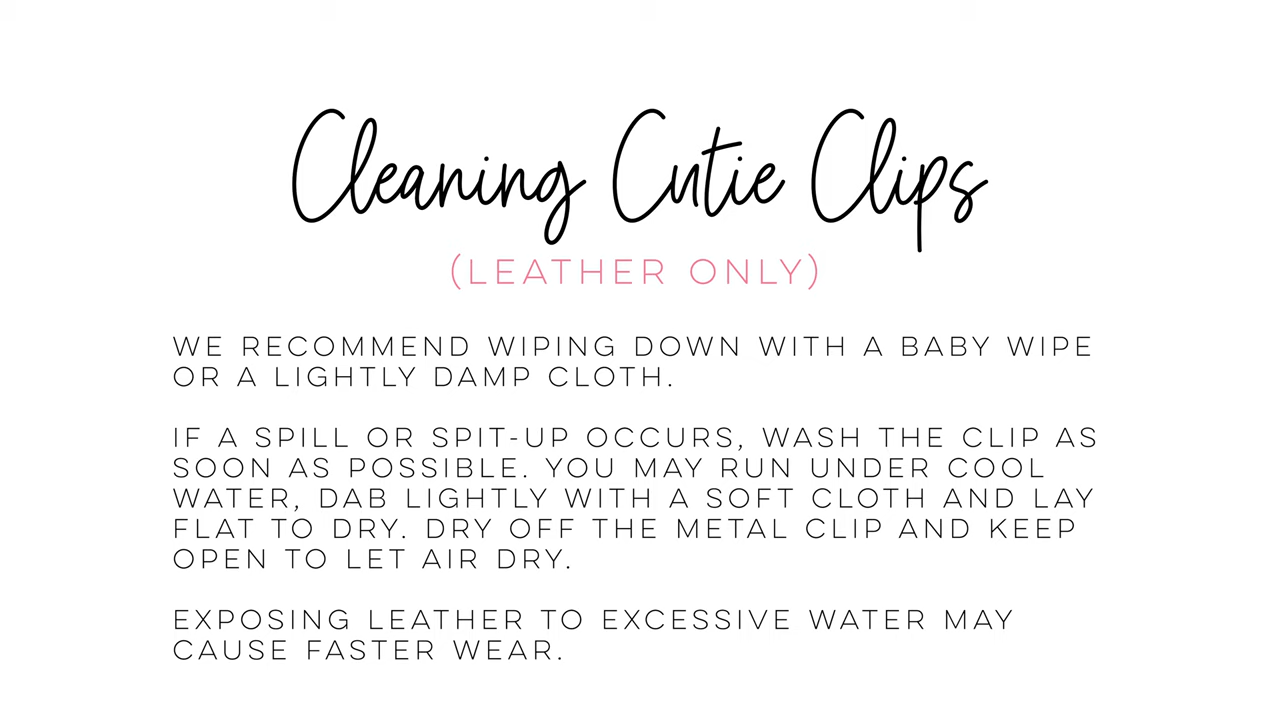 Cleaning Cutie Clips
(LEATHER ONLY)
WE RECOMMEND WIPING DOWN WITH A BABY WIPE
OR A LIGHTLY DAMP CLOTH.
IF A SPILL OR SPIT-UP OCCURS, WASH THE CLIP AS
SOON AS POSSIBLE. YOU MAY RUN UNDER COOL
WATER, DAB LIGHTLY WITH A SOFT CLOTH AND LAY
FLAT TO DRY. DRY OFF THE METAL CLIP AND KEEP
OPEN TO LET AIR DRY.
EXPOSING LEATHER TO EXCESSIVE WATER MAY
CAUSE FASTER WEAR.